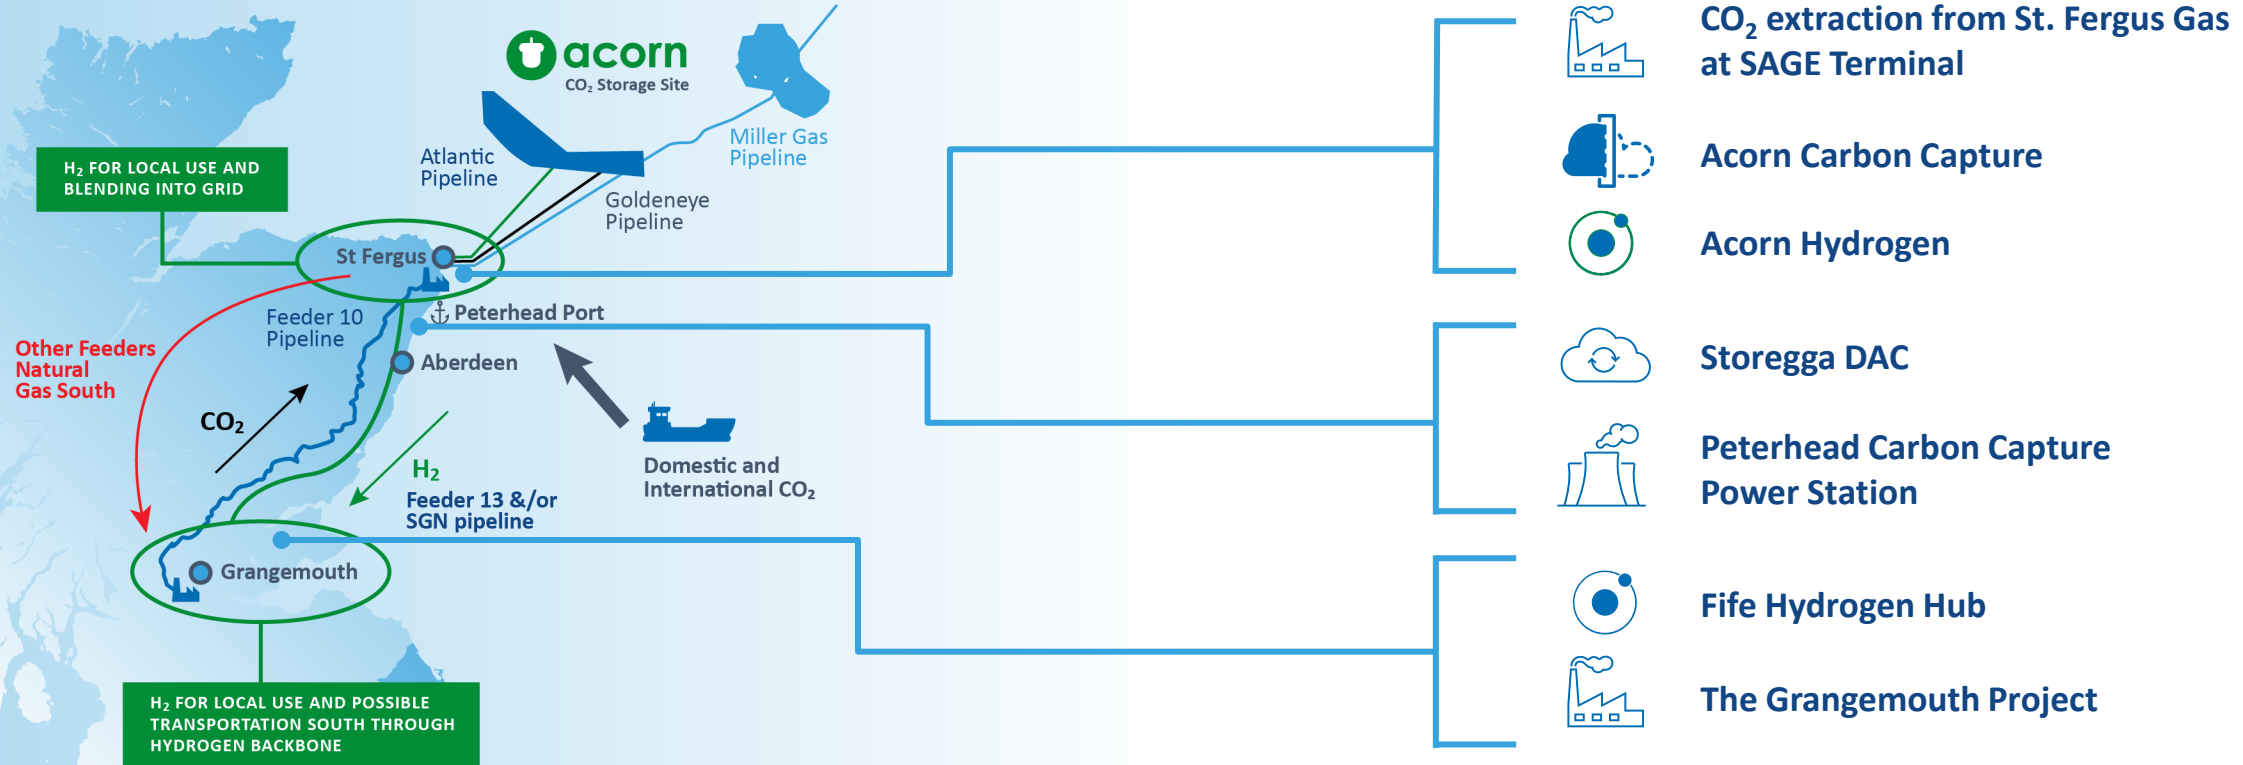 acorn
CO₂ Storage Site
Miller Gas
Pipeline
Atlantic
Pipeline
Goldeneye
Pipeline
H₂ FOR LOCAL USE AND
BLENDING INTO GRID
St Fergus
Peterhead Port
Feeder 10
Pipeline
Other Feeders
Natural
Gas South
Aberdeen
CO₂
H₂
Feeder 13 &/or
SGN pipeline
Domestic and
International CO₂
Grangemouth
H₂ FOR LOCAL USE AND POSSIBLE
TRANSPORTATION SOUTH THROUGH
HYDROGEN BACKBONE
CO₂ extraction from St. Fergus Gas
at SAGE Terminal
Acorn Carbon Capture
Acorn Hydrogen
Storegga DAC
Peterhead Carbon Capture
Power Station
Fife Hydrogen Hub
The Grangemouth Project